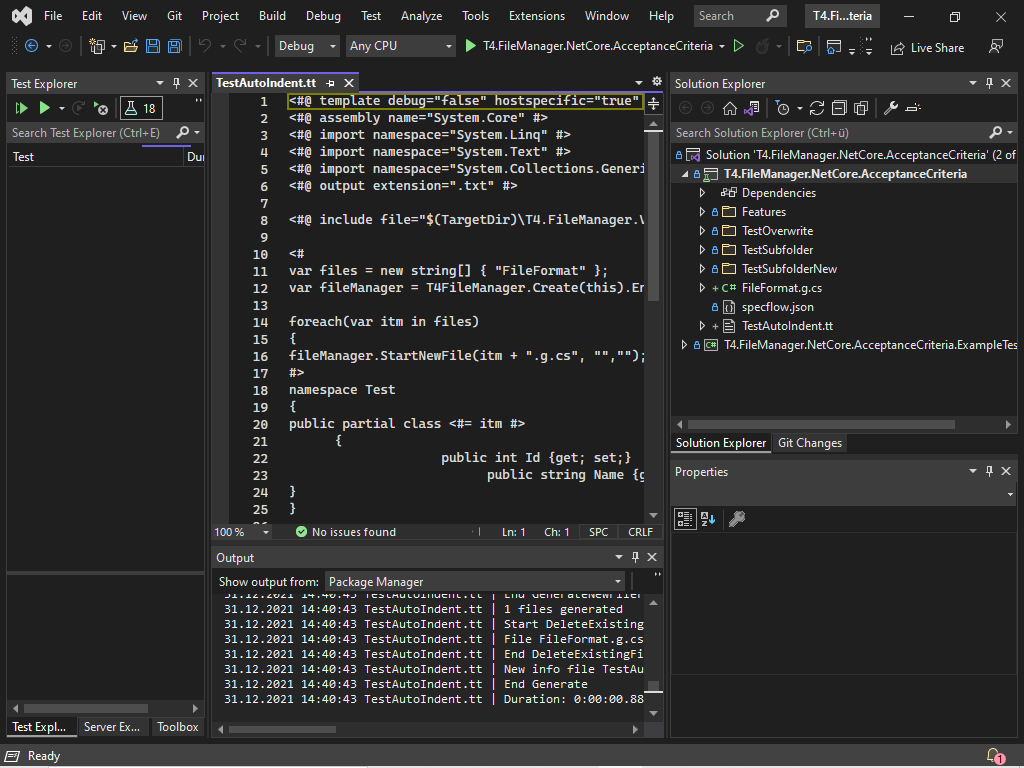 File Edit View Git Project Build Debug Test Analyze Tools Extensions Window Help Search T4.Fi...teria
Debug Any CPU T4.FileManager.NetCore.AcceptanceCriteria Live Share
Test Explorer
18
Search Test Explorer (Ctrl+E)
Test Du
Test Expl... Server Ex... Toolbox
TestAutoIndent.tt
1 <#@ template debug="false" hostspecific="true"
2 <#@ assembly name="System.Core" #>
3 <#@ import namespace="System.Linq" #>
4 <#@ import namespace="System.Text" #>
5 <#@ import namespace="System.Collections.Generi
6 <#@ output extension=".txt" #>
7
8 <#@ include file="$(TargetDir)\T4.FileManager.V
9
10 <#
11 var files = new string[] { "FileFormat" };
12 var fileManager = T4FileManager.Create(this).En
13
14 foreach(var itm in files)
15 {
16 fileManager.StartNewFile(itm + ".g.cs", "","");
17 #>
18 namespace Test
19 {
20 public partial class <#= itm #>
21 {
22 public int Id {get; set;}
23 public string Name {g
24 }
25 }
100 % No issues found Ln: 1 Ch: 1 SPC CRLF
Output
Show output from: Package Manager
31.12.2021 14:40:43 TestAutoIndent.tt | End GenerateNewFiler
31.12.2021 14:40:43 TestAutoIndent.tt | 1 files generated
31.12.2021 14:40:43 TestAutoIndent.tt | Start DeleteExisting
31.12.2021 14:40:43 TestAutoIndent.tt | File FileFormat.g.cs
31.12.2021 14:40:43 TestAutoIndent.tt | End DeleteExistingFi
31.12.2021 14:40:43 TestAutoIndent.tt | New info file TestAu
31.12.2021 14:40:43 TestAutoIndent.tt | End Generate
31.12.2021 14:40:43 TestAutoIndent.tt | Duration: 0:00:00.88
Solution Explorer
Search Solution Explorer (Ctrl+ü)
Solution 'T4.FileManager.NetCore.AcceptanceCriteria' (2 of
T4.FileManager.NetCore.AcceptanceCriteria
Dependencies
Features
TestOverwrite
TestSubfolder
TestSubfolderNew
+ C# FileFormat.g.cs
specflow.json
+ TestAutoIndent.tt
C# T4.FileManager.NetCore.AcceptanceCriteria.ExampleTes
Solution Explorer Git Changes
Properties
Ready 1